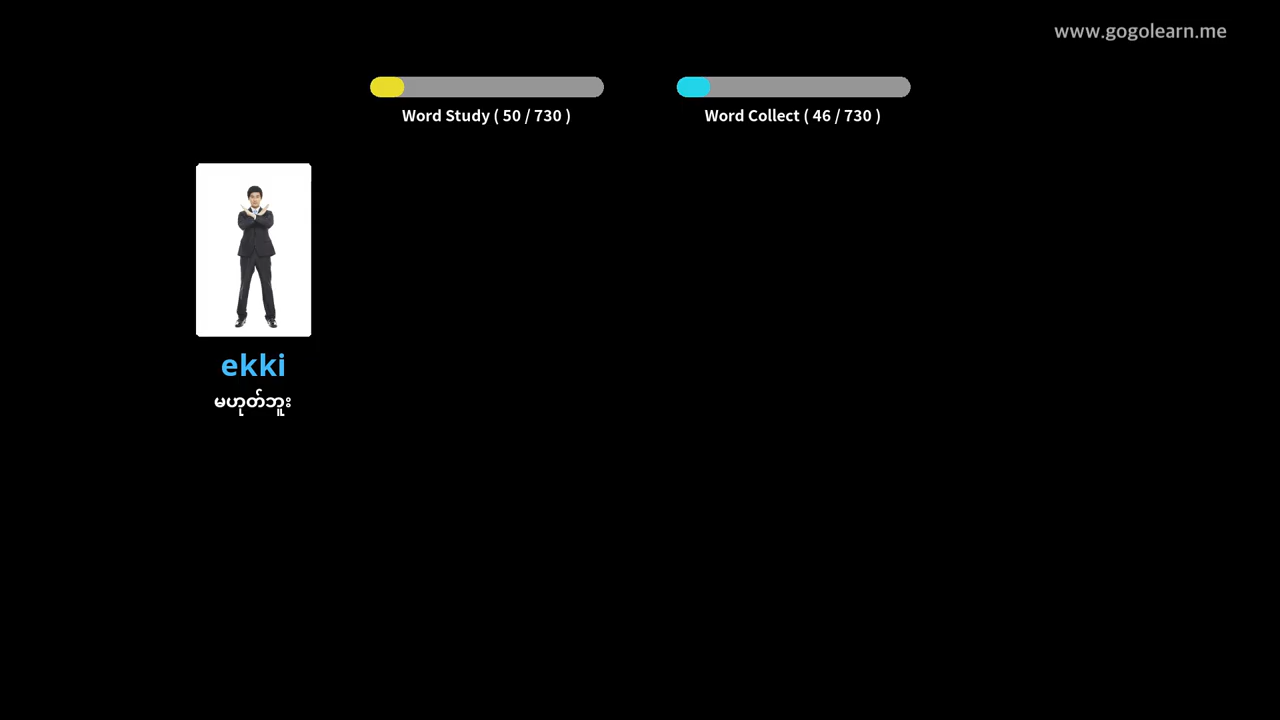 www.gogolearn.me
Word Study ( 50 / 730 )
Word Collect ( 46 / 730 )
ekki
မဟုတ်ဘူး